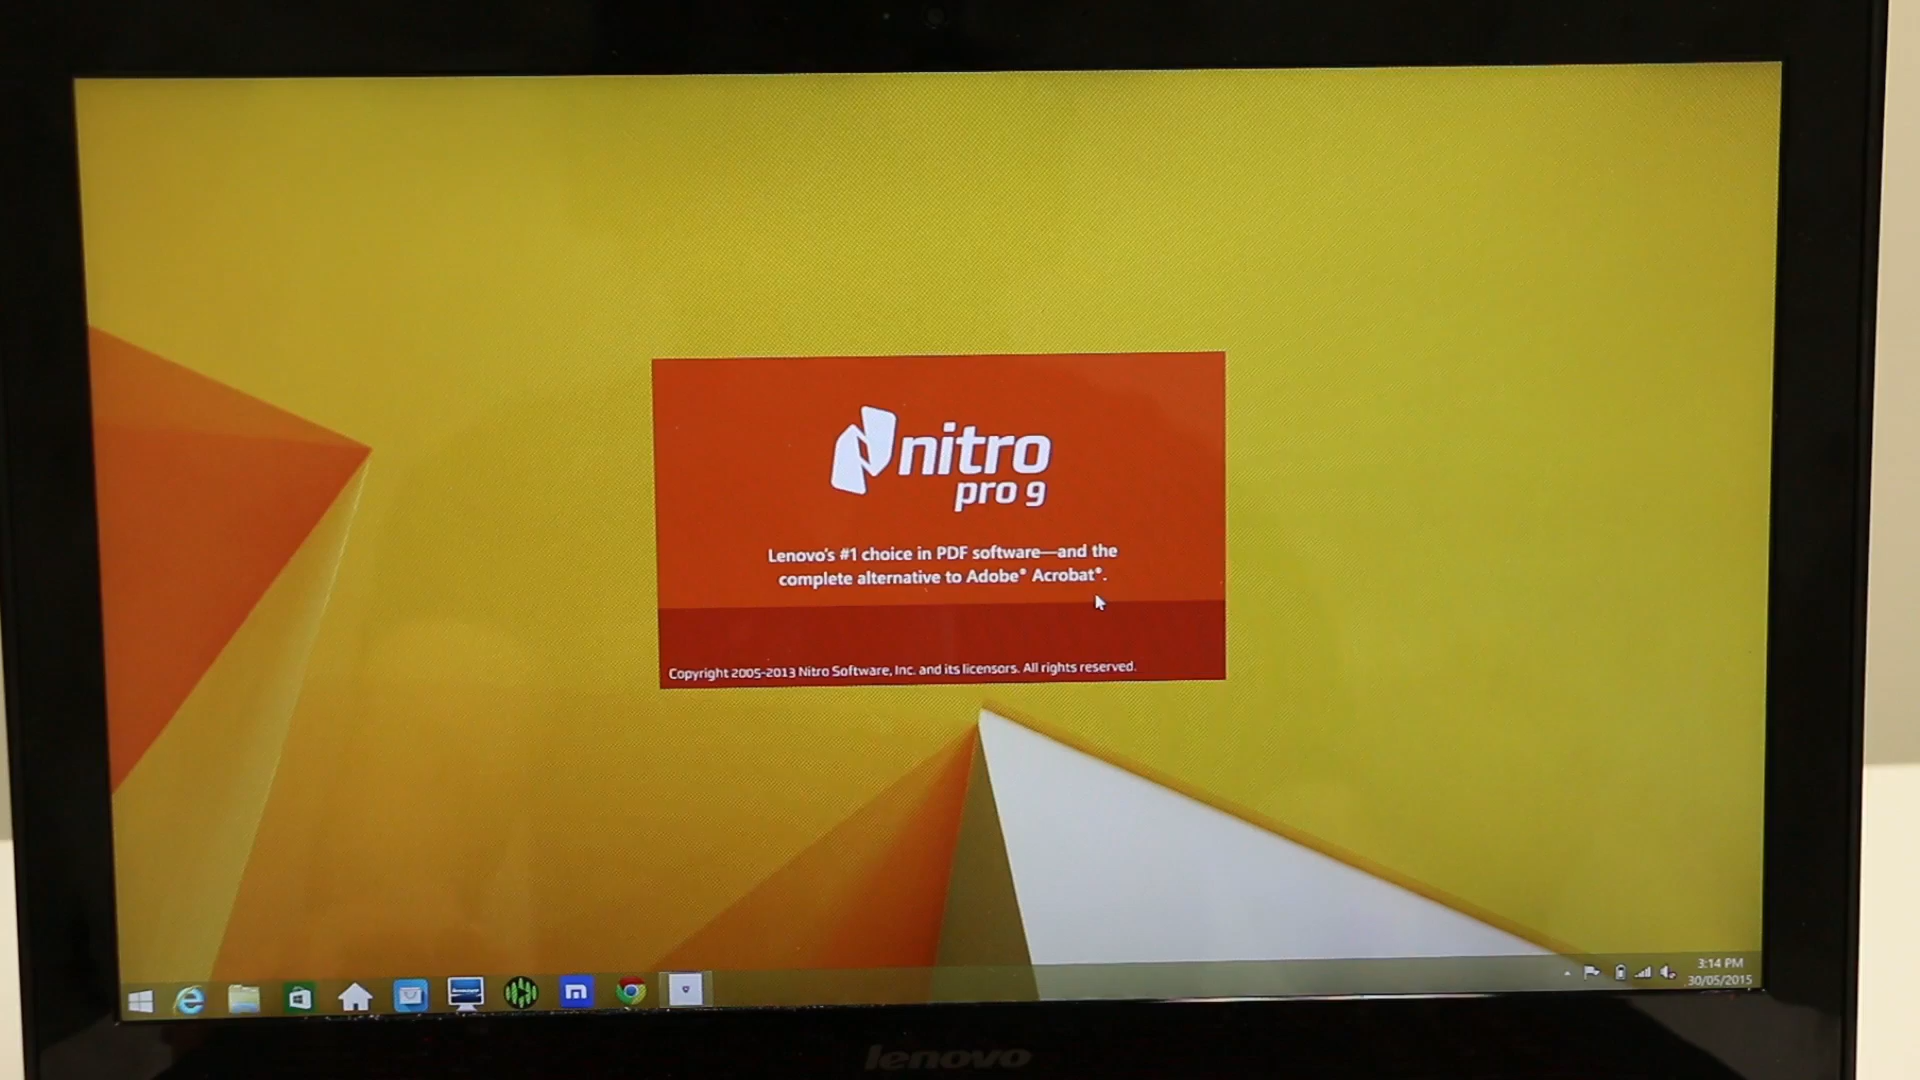 nitro
pro 9
Lenovo's #1 choice in PDF software—and the
complete alternative to Adobe® Acrobat®.
Copyright 2005-2013 Nitro Software, Inc. and its licensors. All rights reserved.
3:14 PM
30/05/2015
lenovo